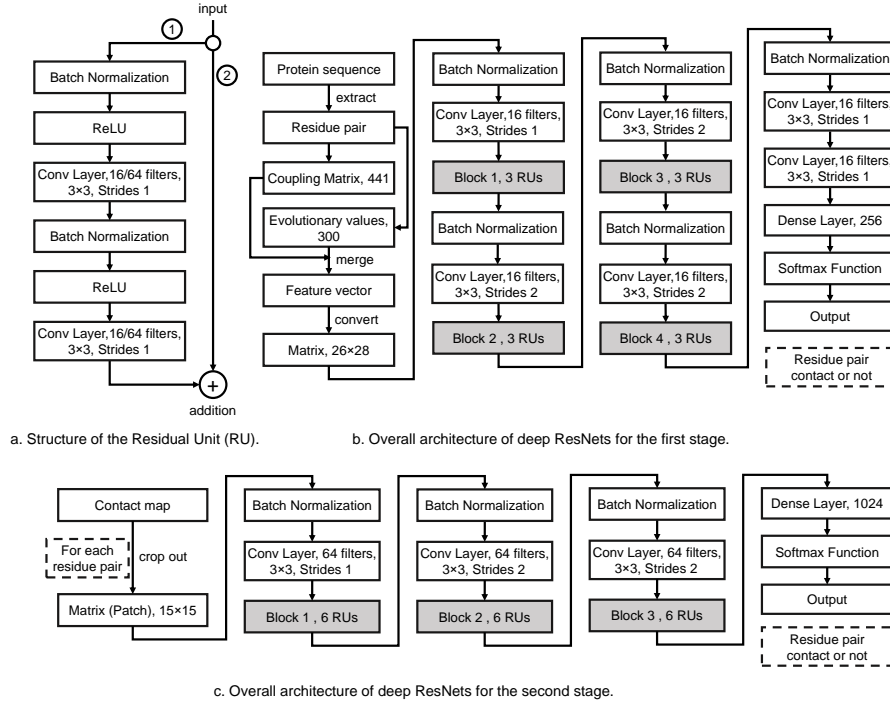 input
1
2
Batch Normalization
ReLU
Conv Layer,16/64 filters,
3×3, Strides 1
Batch Normalization
ReLU
Conv Layer,16/64 filters,
3×3, Strides 1
+
addition
a. Structure of the Residual Unit (RU).
Protein sequence
extract
Residue pair
Coupling Matrix, 441
Evolutionary values,
300
merge
Feature vector
convert
Matrix, 26×28
Batch Normalization
Conv Layer,16 filters,
3×3, Strides 1
Block 1, 3 RUs
Batch Normalization
Conv Layer,16 filters,
3×3, Strides 2
Block 2 , 3 RUs
Batch Normalization
Conv Layer,16 filters,
3×3, Strides 2
Block 3 , 3 RUs
Batch Normalization
Conv Layer,16 filters,
3×3, Strides 2
Block 4 , 3 RUs
Batch Normalization
Conv Layer,16 filters,
3×3, Strides 1
Conv Layer,16 filters,
3×3, Strides 1
Dense Layer, 256
Softmax Function
Output
Residue pair
contact or not
b. Overall architecture of deep ResNets for the first stage.
Contact map
For each
residue pair
crop out
Matrix (Patch), 15×15
Batch Normalization
Conv Layer, 64 filters,
3×3, Strides 1
Block 1 , 6 RUs
Batch Normalization
Conv Layer, 64 filters,
3×3, Strides 2
Block 2 , 6 RUs
Batch Normalization
Conv Layer, 64 filters,
3×3, Strides 2
Block 3 , 6 RUs
Dense Layer, 1024
Softmax Function
Output
Residue pair
contact or not
c. Overall architecture of deep ResNets for the second stage.